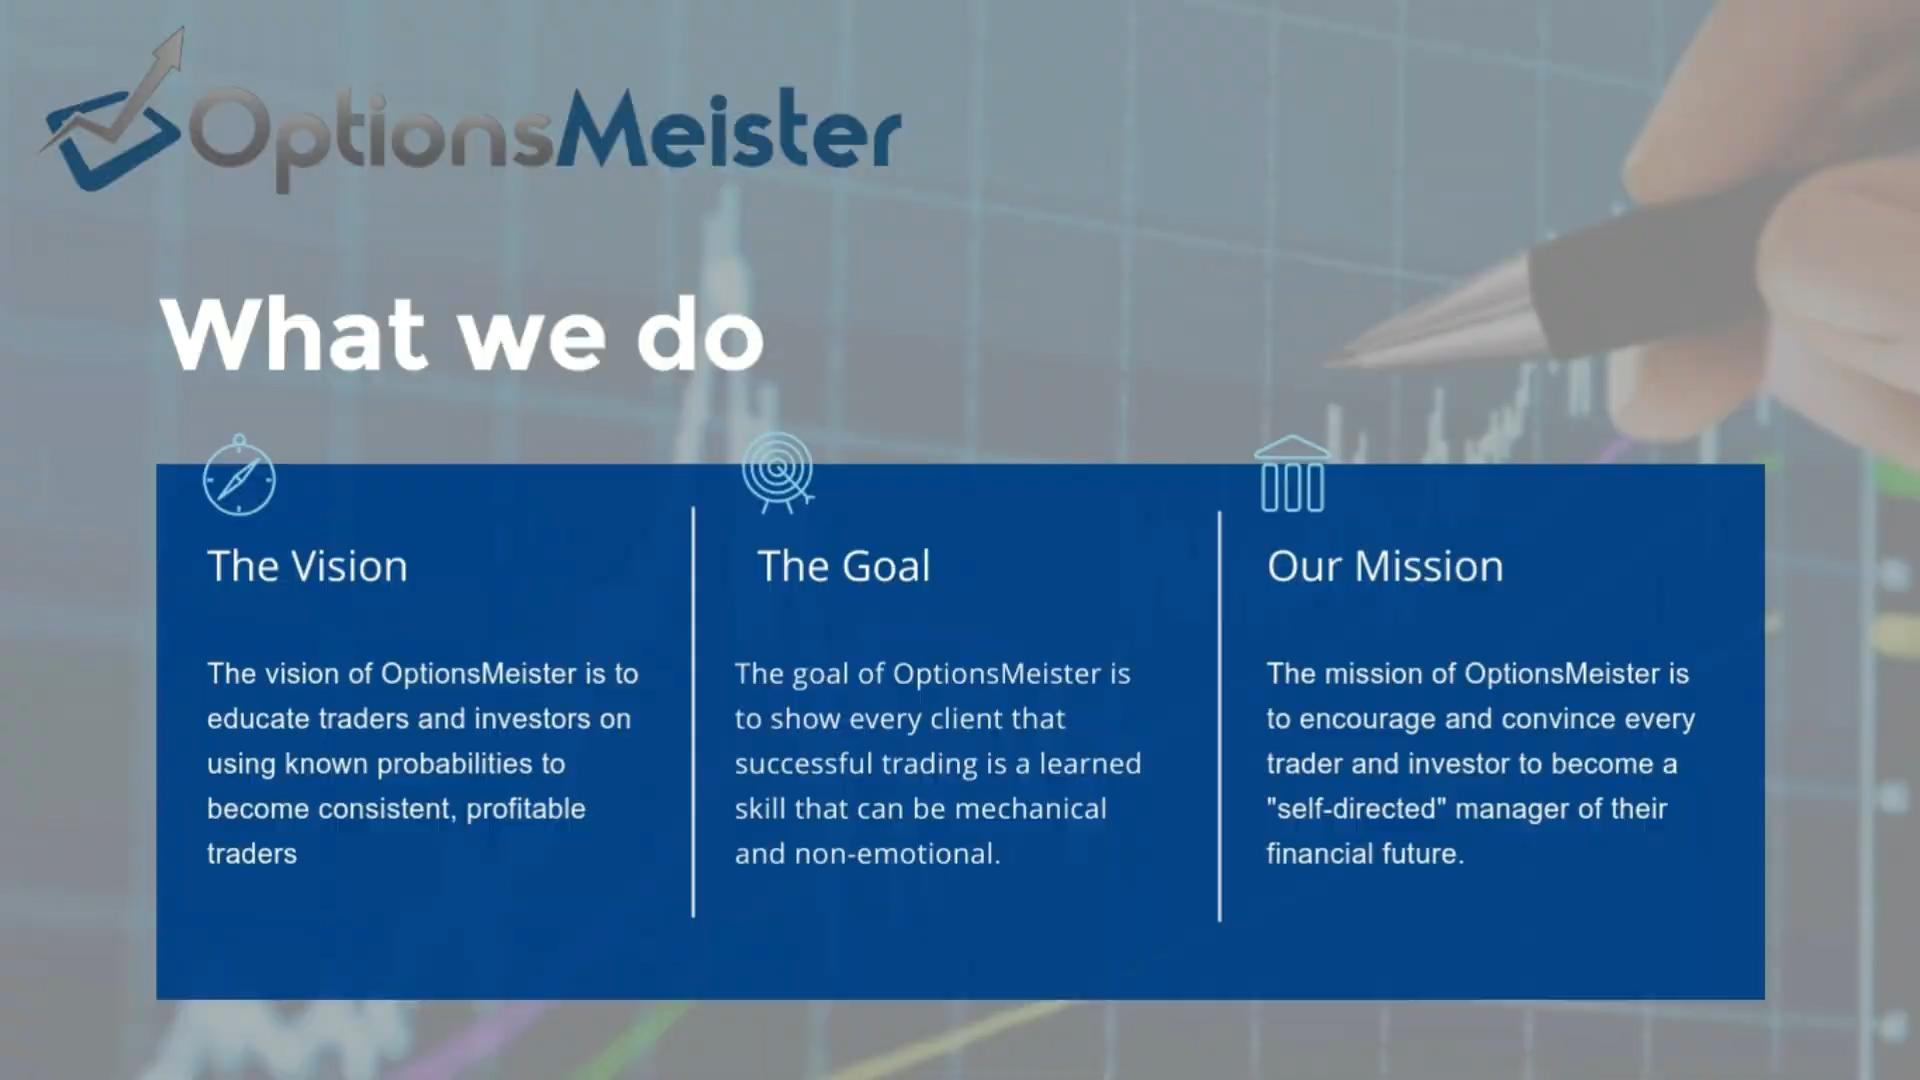 OptionsMeister
What we do
The Vision
The vision of OptionsMeister is to
educate traders and investors on
using known probabilities to
become consistent, profitable
traders
The Goal
The goal of OptionsMeister is
to show every client that
successful trading is a learned
skill that can be mechanical
and non-emotional.
Our Mission
The mission of OptionsMeister is
to encourage and convince every
trader and investor to become a
"self-directed" manager of their
financial future.